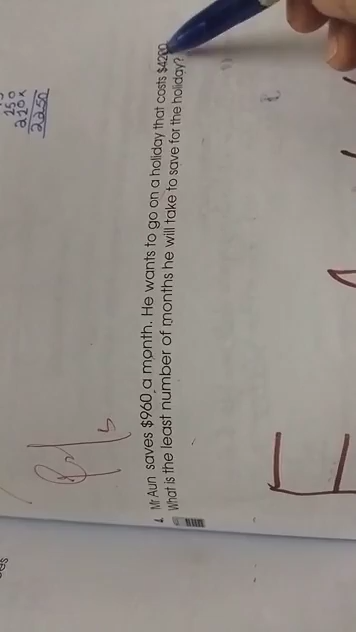 250
220×
2250
4. Mr Aun saves $960 a month. He wants to go on a holiday that costs $4200.
What is the least number of months he will take to save for the holiday?